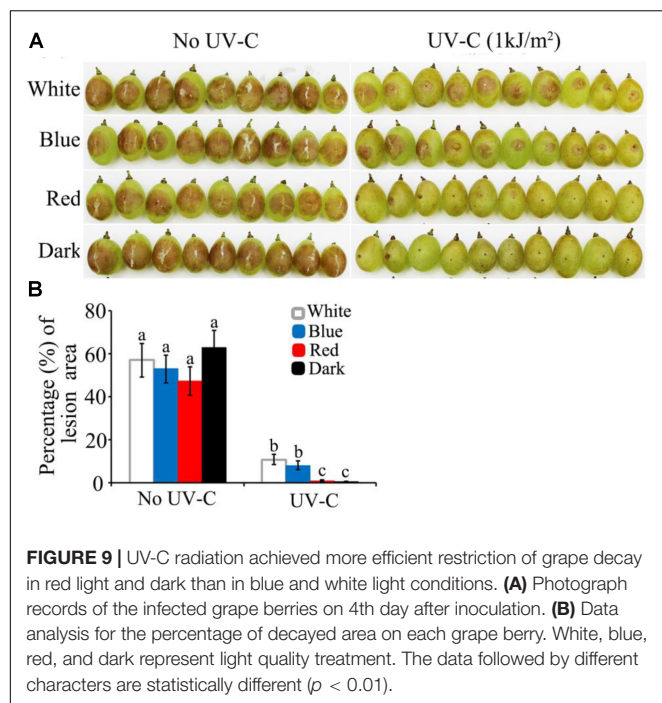 A
No UV-C
UV-C (1kJ/m²)
White
Blue
Red
Dark
B
Percentage (%) of
lesion area
80
60
40
20
0
a
a
a
a
b
b
c
c
White
Blue
Red
Dark
No UV-C
UV-C
FIGURE 9 | UV-C radiation achieved more efficient restriction of grape decay
in red light and dark than in blue and white light conditions. (A) Photograph
records of the infected grape berries on 4th day after inoculation. (B) Data
analysis for the percentage of decayed area on each grape berry. White, blue,
red, and dark represent light quality treatment. The data followed by different
characters are statistically different (p < 0.01).